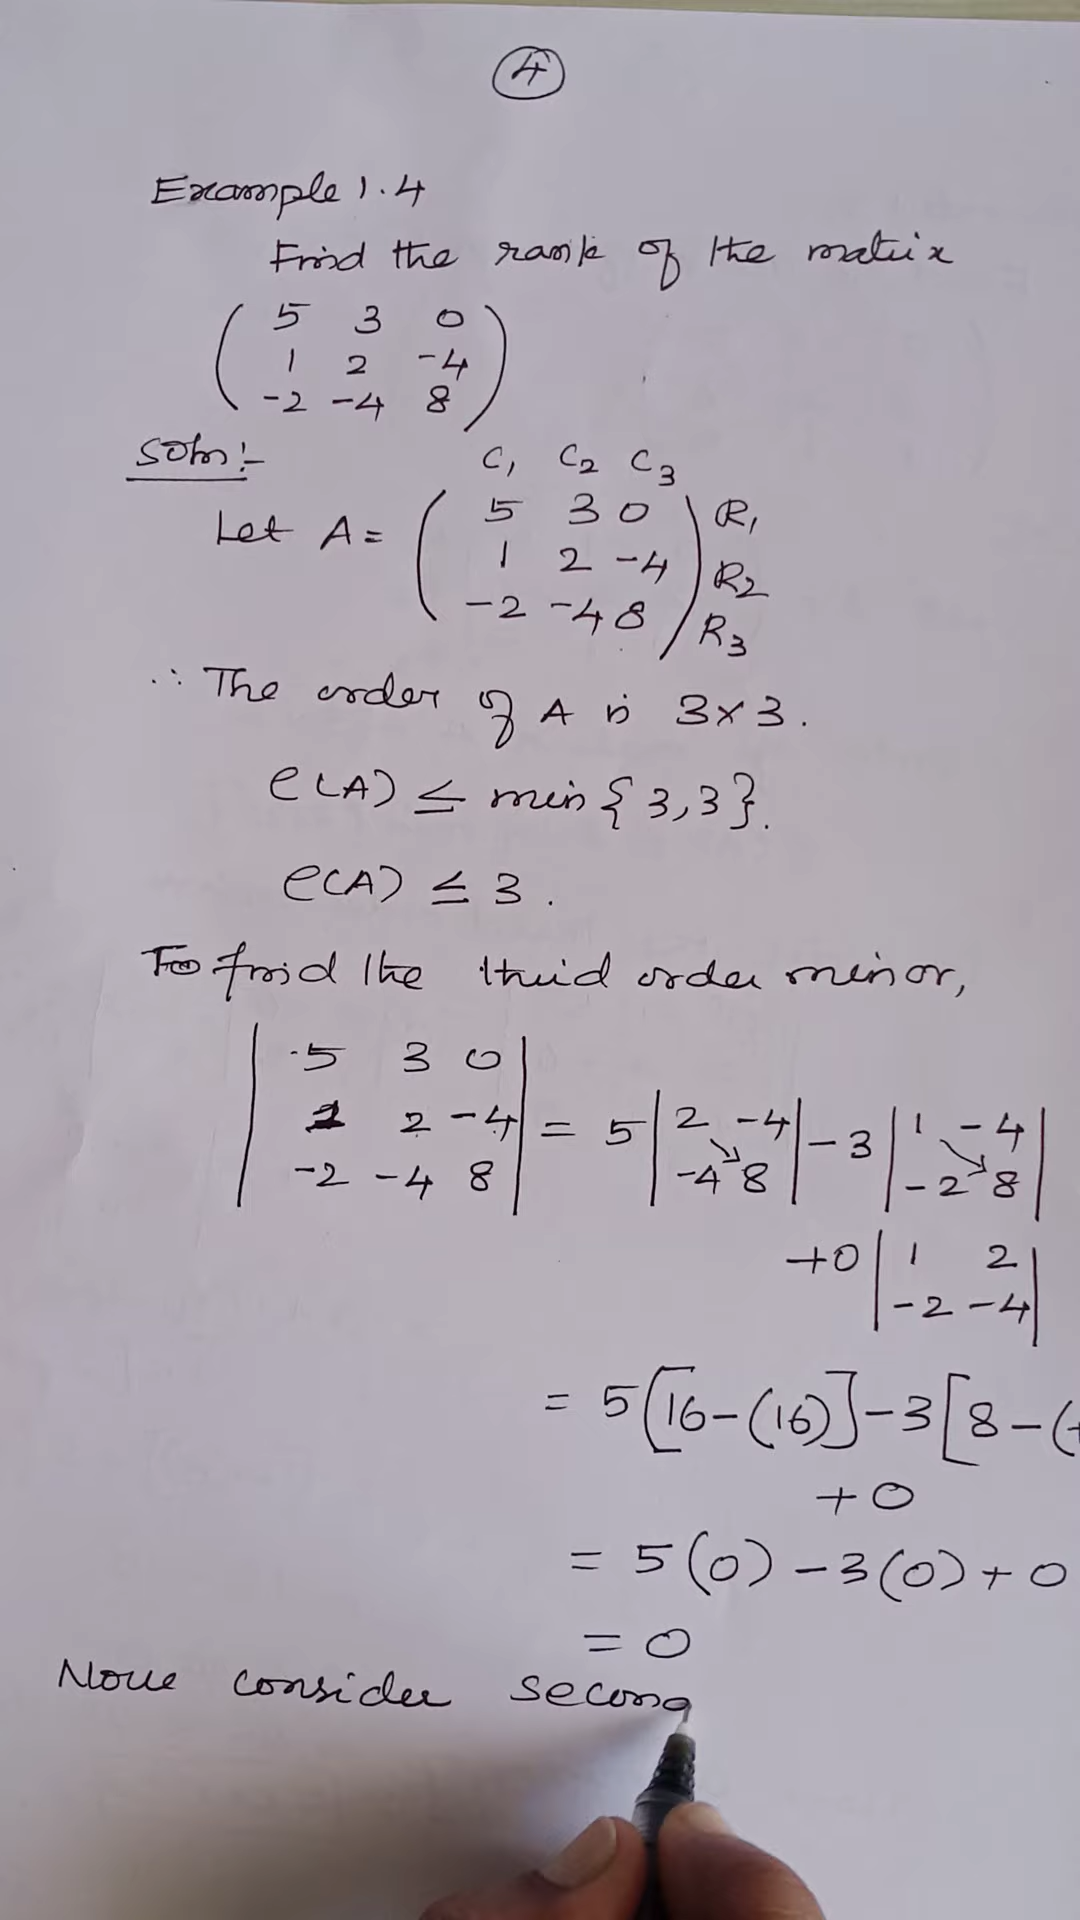 4
Example 1.4
Find the rank of the matrix
( 5 3 0
1 2 -4
-2 -4 8 )
Soln:-
C1 C2 C3
Let A = ( 5 3 0 R1
1 2 -4 R2
-2 -4 8 ) R3
∴ The order of A is 3×3.
ρ(A) ≤ min {3,3}.
ρ(A) ≤ 3.
To find the third order minor,
| 5 3 0 |
| 1 2 -4 | = 5 | 2 -4 | - 3 | 1 -4 |
| -2 -4 8 | | -4 8 | | -2 8 |
+0 | 1 2 |
| -2 -4 |
= 5[16-(16)]-3[8-(+
+0
= 5(0)-3(0)+0
= 0
Now consider second